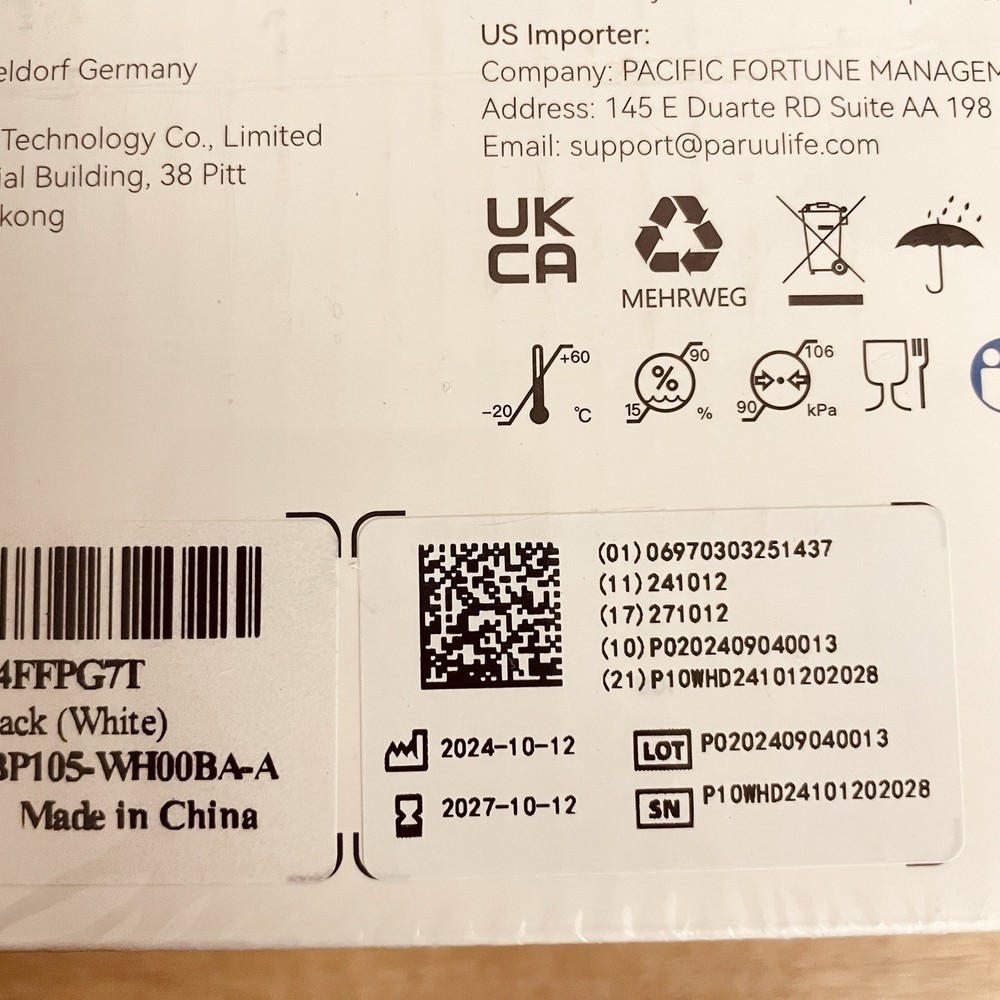 eldorf Germany
Technology Co., Limited
ial Building, 38 Pitt
kong
US Importer:
Company: PACIFIC FORTUNE MANAGEM
Address: 145 E Duarte RD Suite AA 198
Email: support@paruulife.com
UK
CA
MEHRWEG
+60
-20
°C
90
%
15
%
106
90
kPa
4FFPG7T
ack (White)
BP105-WH00BA-A
Made in China
(01)06970303251437
(11)241012
(17)271012
(10)P0202409040013
(21)P10WHD24101202028
2024-10-12
2027-10-12
LOT P0202409040013
SN P10WHD24101202028